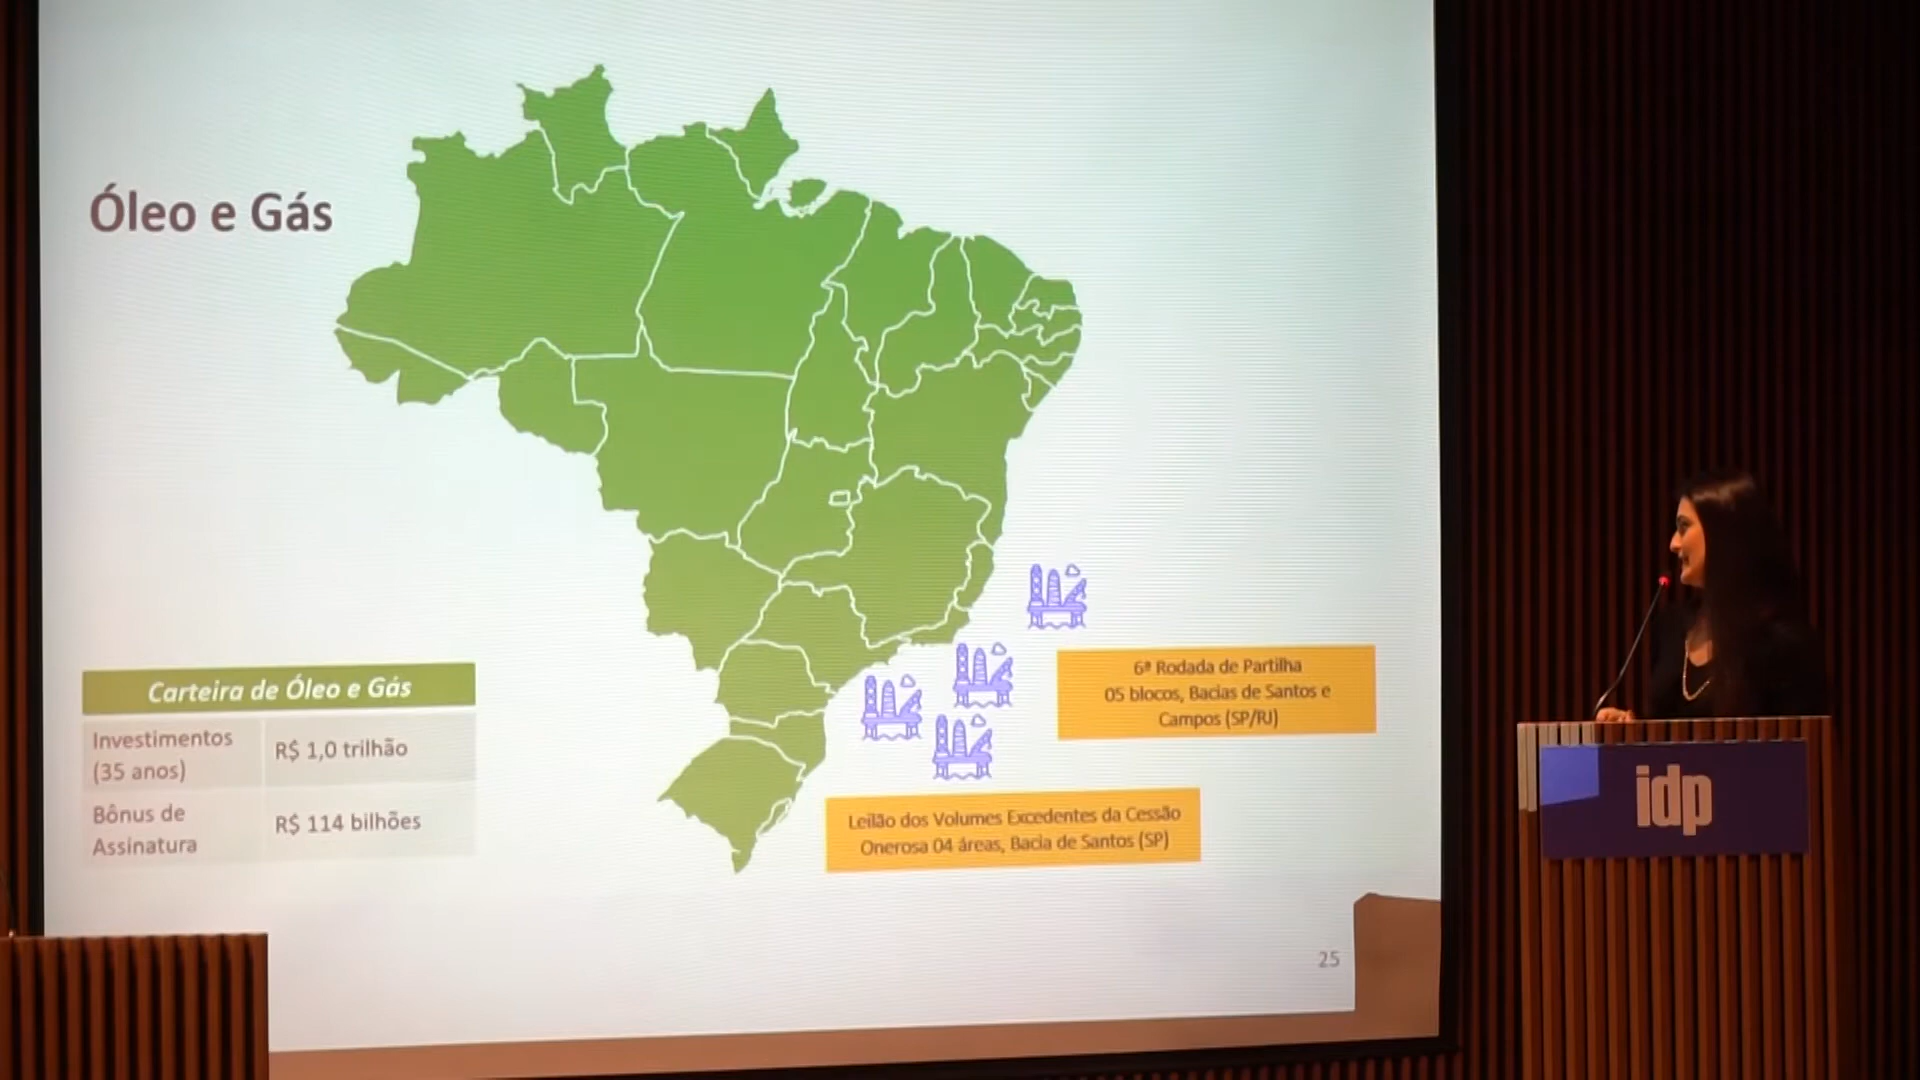 Óleo e Gás
Carteira de Óleo e Gás
Investimentos
(35 anos)
R$ 1,0 trilhão
Bônus de
Assinatura
R$ 114 bilhões
6ª Rodada de Partilha
05 blocos, Bacias de Santos e
Campos (SP/RJ)
Leilão dos Volumes Excedentes da Cessão
Onerosa 04 áreas, Bacia de Santos (SP)
25
idp